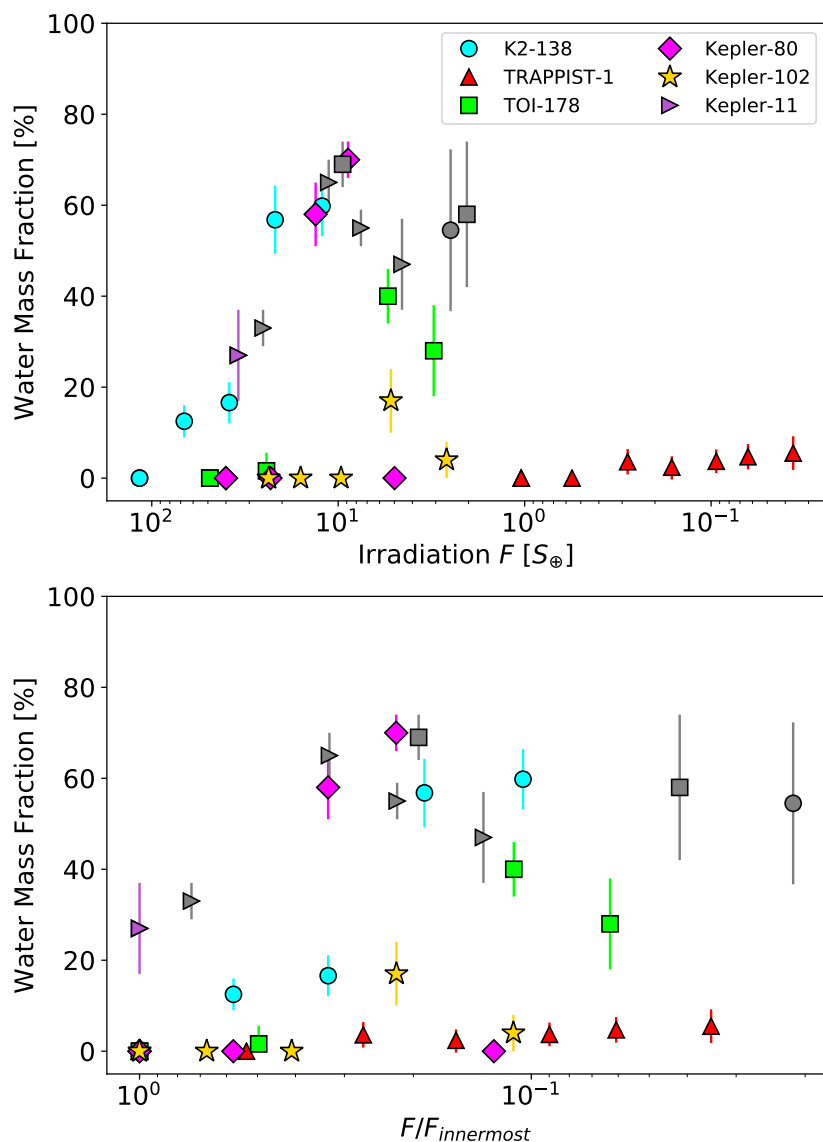 100
80
60
40
20
0
Water Mass Fraction [%]
K2-138
TRAPPIST-1
TOI-178
Kepler-80
Kepler-102
Kepler-11
10²
10¹
10⁰
10⁻¹
Irradiation F [S⊕]
100
80
60
40
20
0
Water Mass Fraction [%]
10⁰
10⁻¹
F/Finnermost